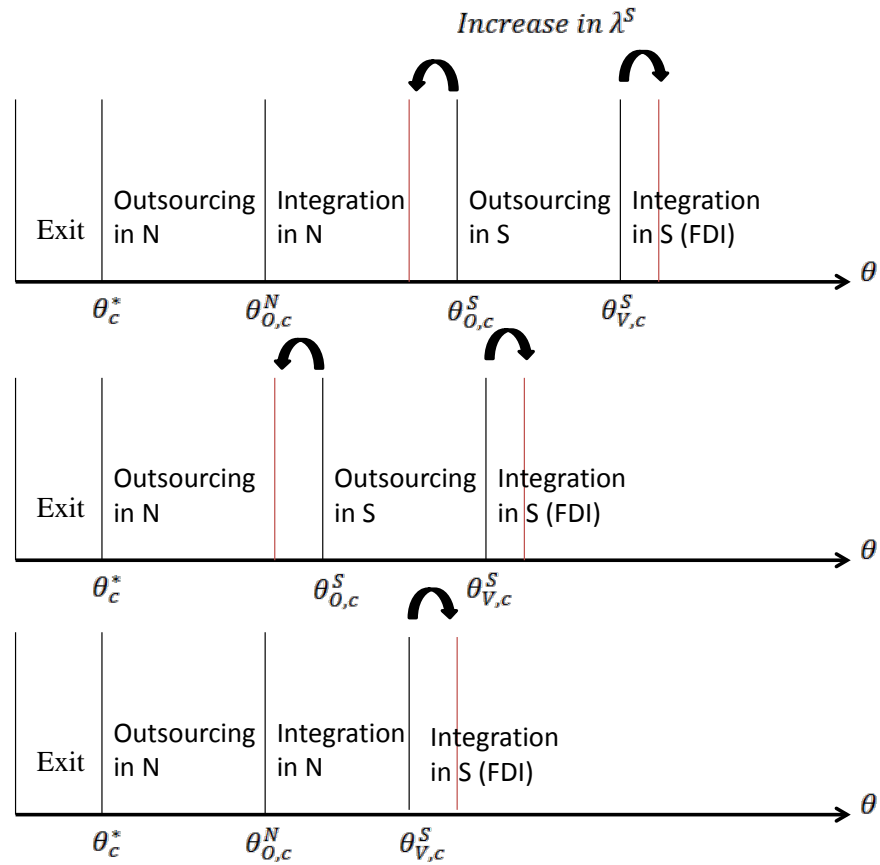 Increase in λ^S
Exit
Outsourcing in N
Integration in N
Outsourcing in S
Integration in S (FDI)
θ
θ_c^*
θ_{O,c}^N
θ_{O,c}^S
θ_{V,c}^S
Exit
Outsourcing in N
Outsourcing in S
Integration in S (FDI)
θ
θ_c^*
θ_{O,c}^S
θ_{V,c}^S
Exit
Outsourcing in N
Integration in N
Integration in S (FDI)
θ
θ_c^*
θ_{O,c}^N
θ_{V,c}^S